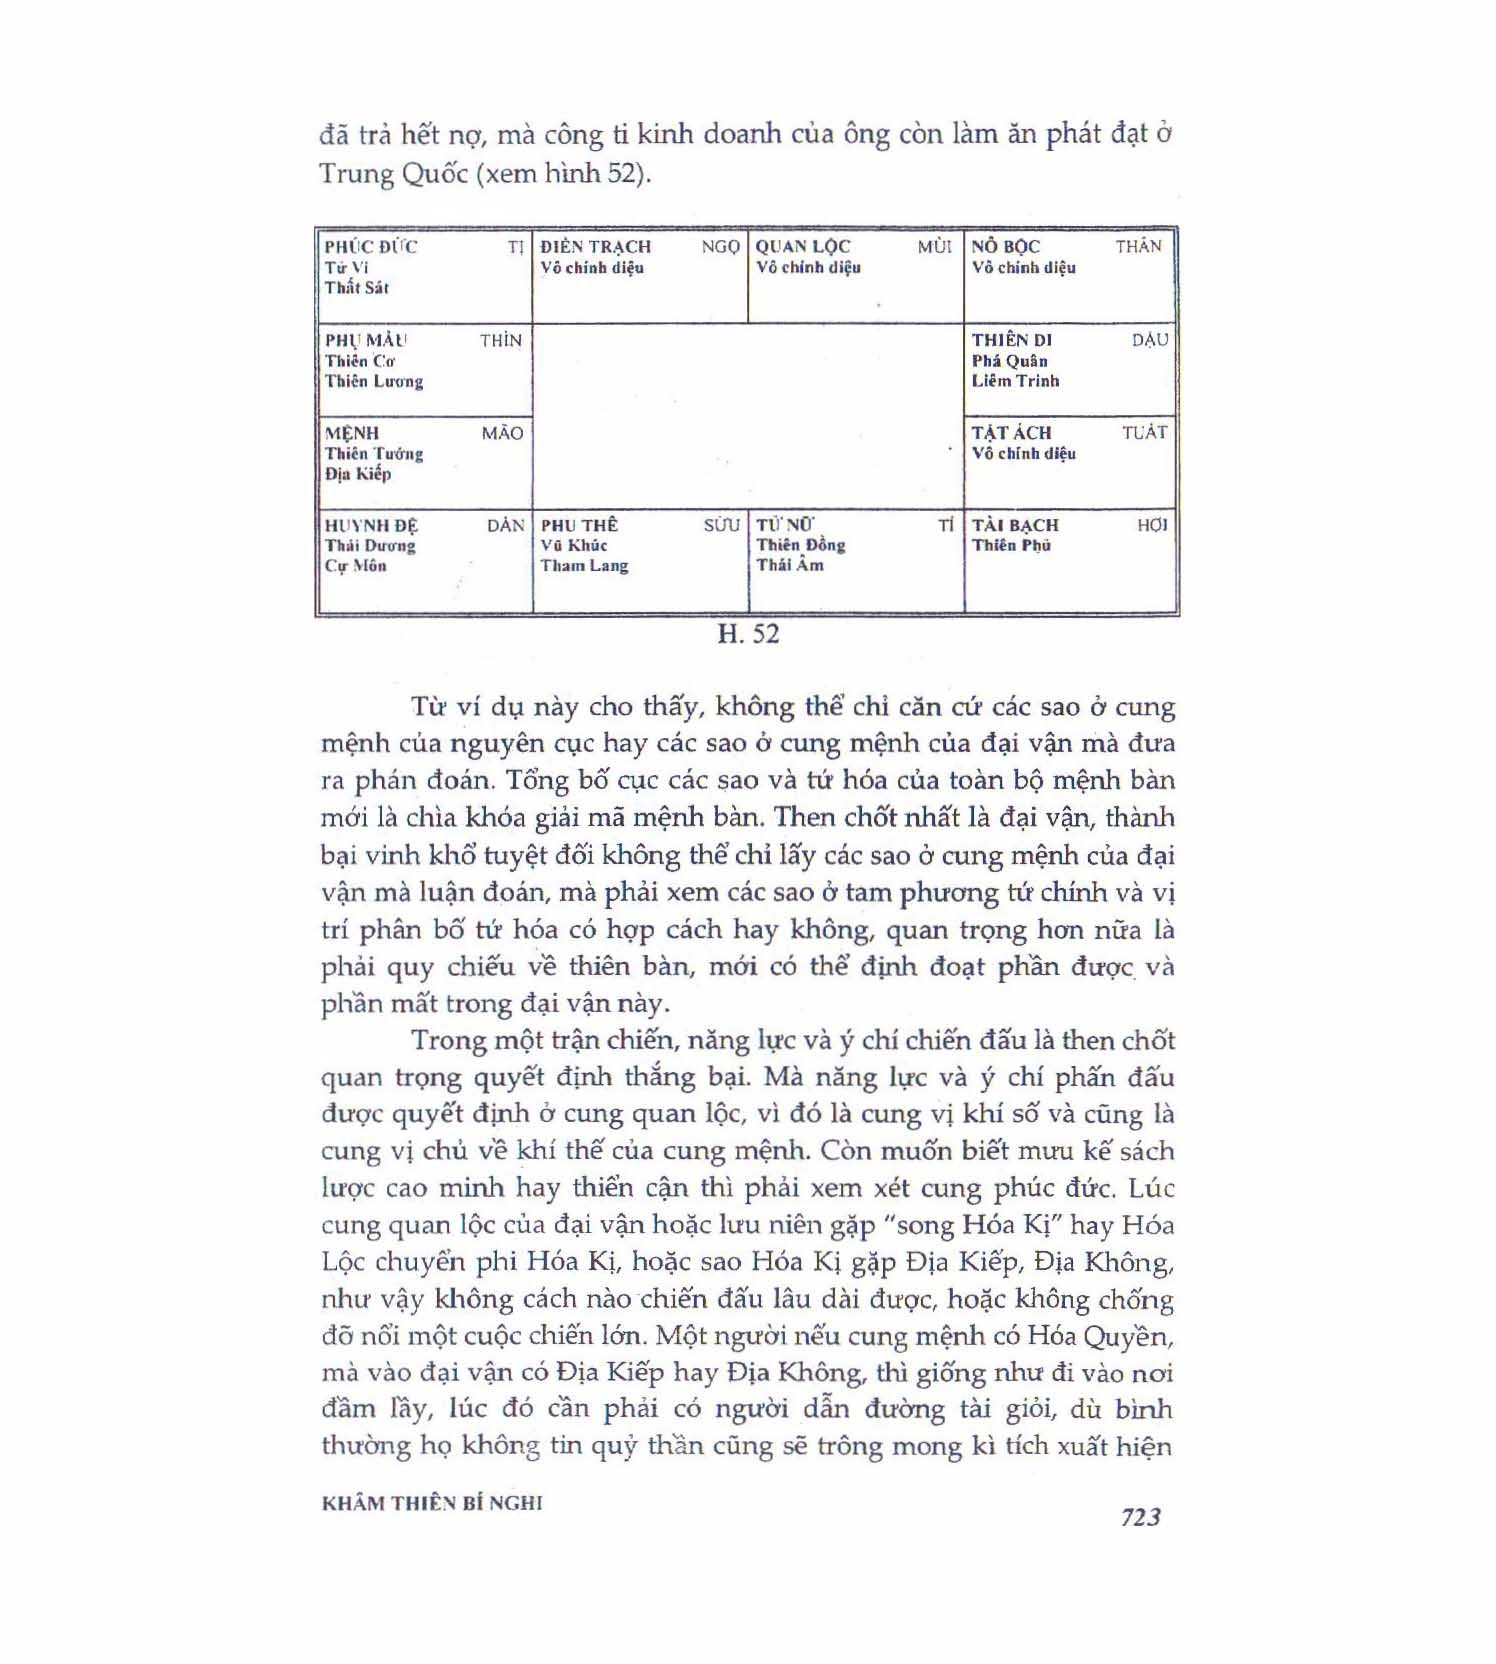 đã trả hết nợ, mà công ti kinh doanh của ông còn làm ăn phát đạt ở
Trung Quốc (xem hình 52).
PHÚC ĐỨC TỊ
Tử Vi
Thất Sát
ĐIỀN TRẠCH NGỌ
Vô chính diệu
QUAN LỘC MÙI
Vô chính diệu
NÔ BỘC THÂN
Vô chính diệu
PHỤ MẪU THÌN
Thiên Cơ
Thiên Lương
THIÊN DI DẬU
Phá Quân
Liêm Trinh
MỆNH MÃO
Thiên Tướng
Địa Kiếp
TẬT ÁCH TUẤT
Vô chính diệu
HUYNH ĐỆ DẦN
Thái Dương
Cự Môn
PHU THÊ SỬU
Vũ Khúc
Tham Lang
TỬ NỮ TÍ
Thiên Đồng
Thái Âm
TÀI BẠCH HỢI
Thiên Phủ
H. 52
Từ ví dụ này cho thấy, không thể chỉ căn cứ các sao ở cung
mệnh của nguyên cục hay các sao ở cung mệnh của đại vận mà đưa
ra phán đoán. Tổng bố cục các sao và tứ hóa của toàn bộ mệnh bàn
mới là chìa khóa giải mã mệnh bàn. Then chốt nhất là đại vận, thành
bại vinh khổ tuyệt đối không thể chỉ lấy các sao ở cung mệnh của đại
vận mà luận đoán, mà phải xem các sao ở tam phương tứ chính và vị
trí phân bố tứ hóa có hợp cách hay không, quan trọng hơn nữa là
phải quy chiếu về thiên bàn, mới có thể định đoạt phần được và
phần mất trong đại vận này.
Trong một trận chiến, năng lực và ý chí chiến đấu là then chốt
quan trọng quyết định thắng bại. Mà năng lực và ý chí phấn đấu
được quyết định ở cung quan lộc, vì đó là cung vị khí số và cũng là
cung vị chủ về khí thế của cung mệnh. Còn muốn biết mưu kế sách
lược cao minh hay thiển cận thì phải xem xét cung phúc đức. Lúc
cung quan lộc của đại vận hoặc lưu niên gặp "song Hóa Kị" hay Hóa
Lộc chuyển phi Hóa Kị, hoặc sao Hóa Kị gặp Địa Kiếp, Địa Không,
như vậy không cách nào chiến đấu lâu dài được, hoặc không chống
đỡ nổi một cuộc chiến lớn. Một người nếu cung mệnh có Hóa Quyền,
mà vào đại vận có Địa Kiếp hay Địa Không, thì giống như đi vào nơi
đầm lầy, lúc đó cần phải có người dẫn đường tài giỏi, dù bình
thường họ không tin quỷ thần cũng sẽ trông mong kì tích xuất hiện
KHÂM THIÊN BÍ NGHI
723